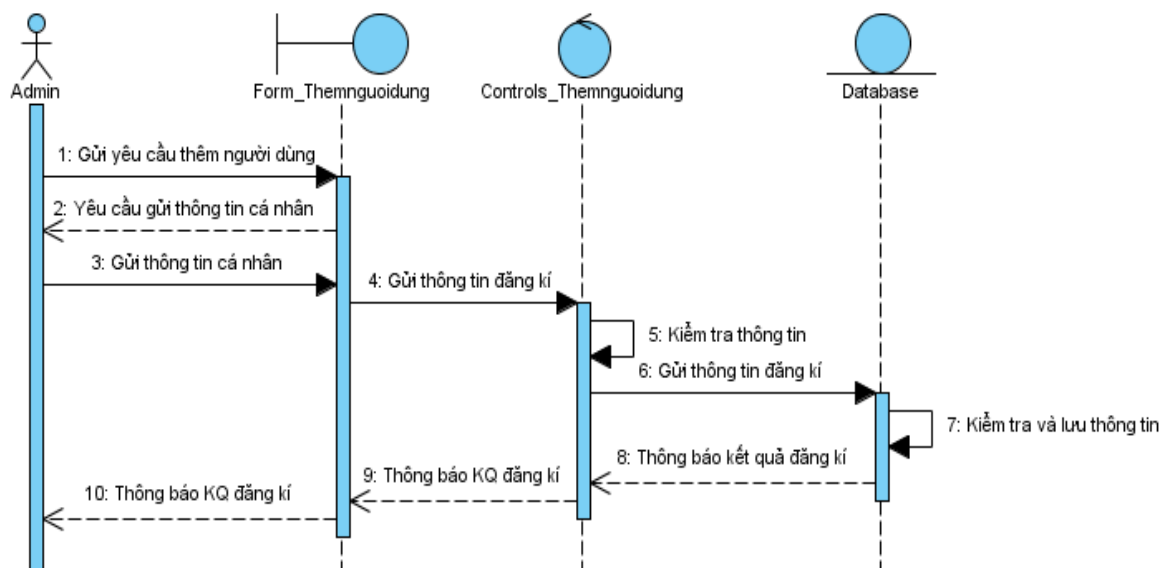 Admin
Form_Themnguoidung
Controls_Themnguoidung
Database
1: Gửi yêu cầu thêm người dùng
2: Yêu cầu gửi thông tin cá nhân
3: Gửi thông tin cá nhân
4: Gửi thông tin đăng kí
5: Kiểm tra thông tin
6: Gửi thông tin đăng kí
7: Kiểm tra và lưu thông tin
8: Thông báo kết quả đăng kí
9: Thông báo KQ đăng kí
10: Thông báo KQ đăng kí